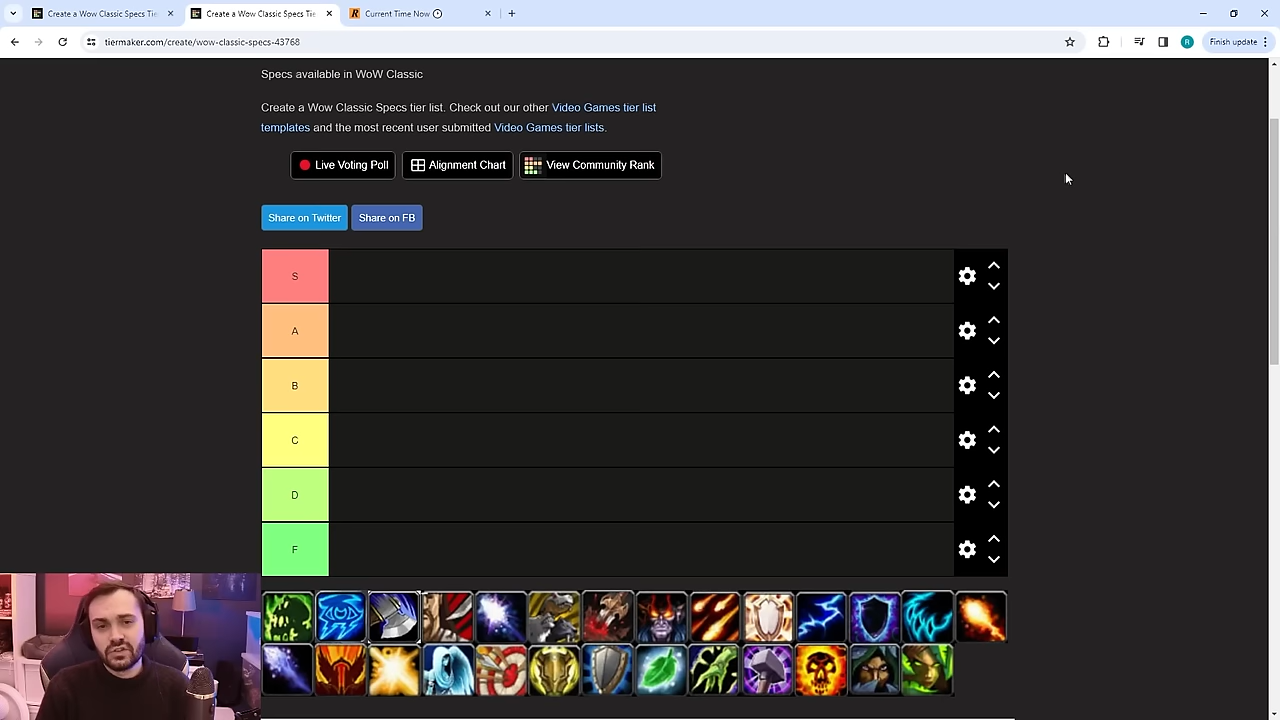 Create a Wow Classic Specs Tie
Create a Wow Classic Specs Tie
Current Time Now
tiermaker.com/create/wow-classic-specs-43768
R
Finish update
Specs available in WoW Classic
Create a Wow Classic Specs tier list. Check out our other Video Games tier list
templates and the most recent user submitted Video Games tier lists.
Live Voting Poll
Alignment Chart
View Community Rank
Share on Twitter
Share on FB
S
A
B
C
D
F